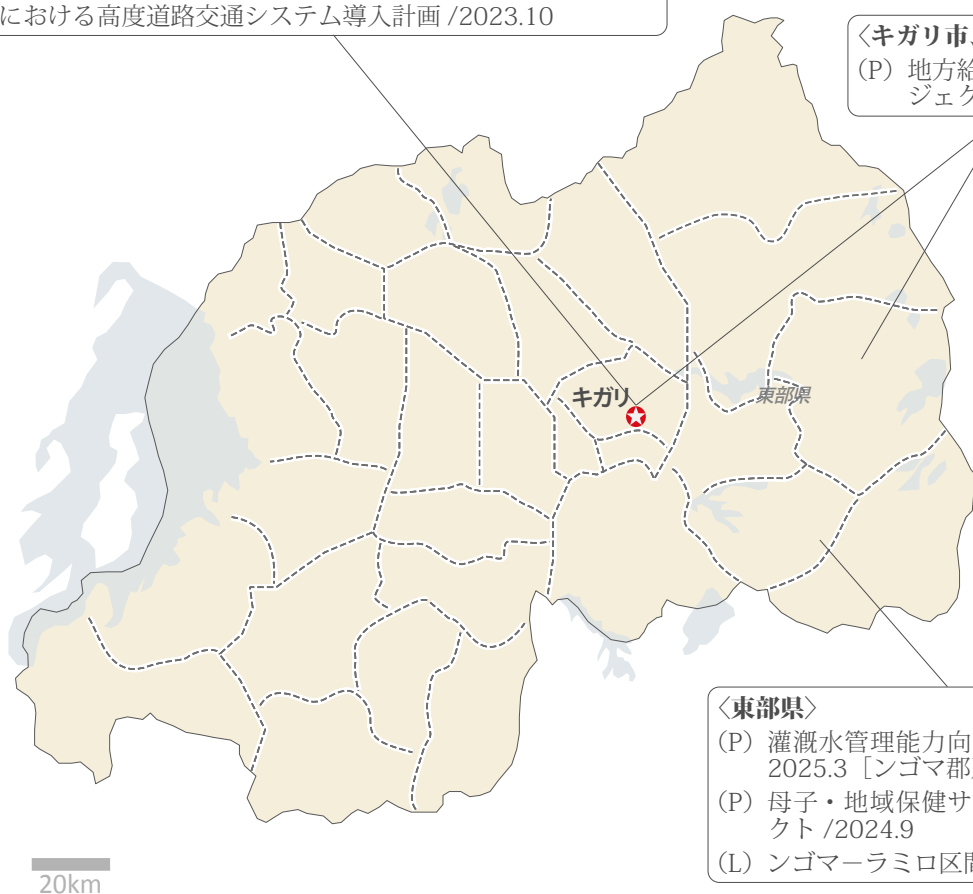 における高度道路交通システム導入計画 /2023.10
〈キガリ市、
(P) 地方給
ジェク
キガリ
東部県
〈東部県〉
(P) 灌漑水管理能力向
2025.3［ンゴマ郡
(P) 母子・地域保健サ
クト /2024.9
(L) ンゴマ－ラミロ区間
20km